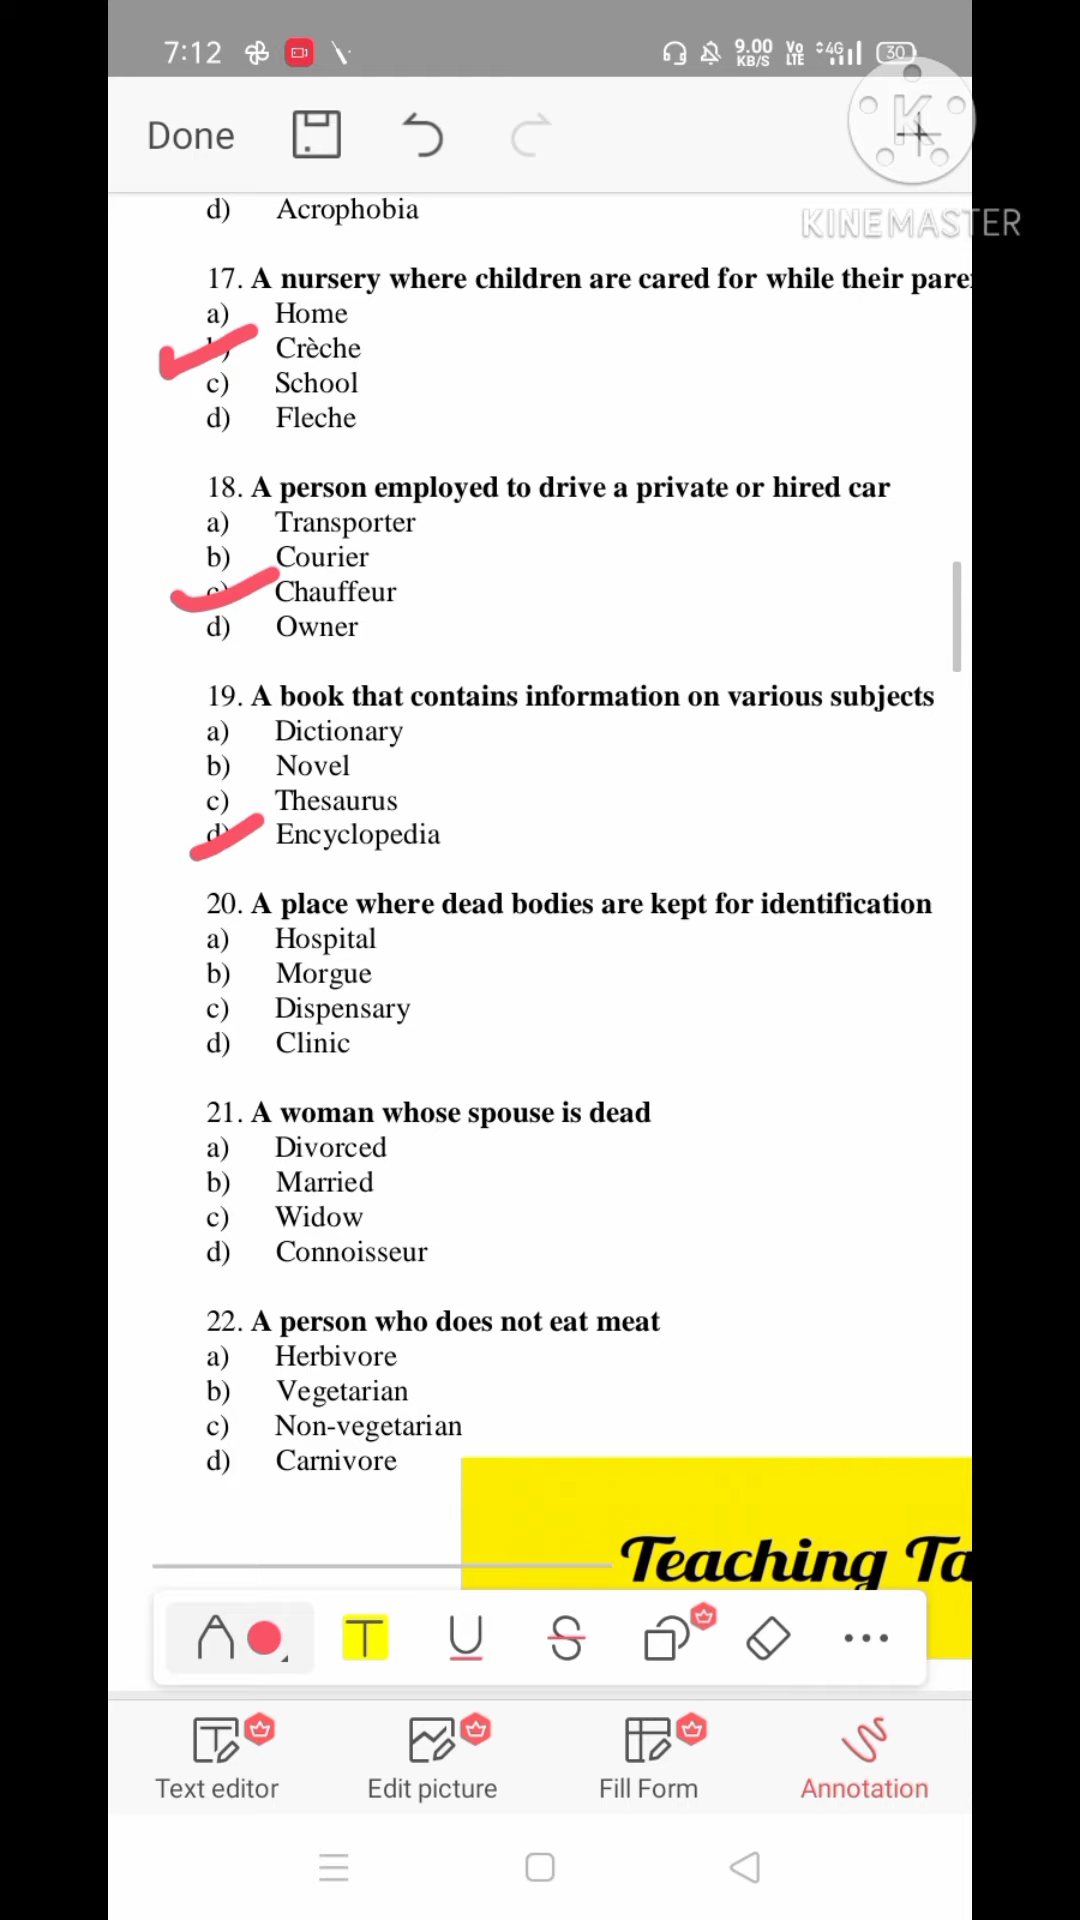 7:12 9.00 KB/S Vo LTE 4G 30
Done
KINEMASTER
d) Acrophobia
17. A nursery where children are cared for while their pare
a) Home
Crèche
c) School
d) Fleche
18. A person employed to drive a private or hired car
a) Transporter
b) Courier
c) Chauffeur
d) Owner
19. A book that contains information on various subjects
a) Dictionary
b) Novel
c) Thesaurus
d) Encyclopedia
20. A place where dead bodies are kept for identification
a) Hospital
b) Morgue
c) Dispensary
d) Clinic
21. A woman whose spouse is dead
a) Divorced
b) Married
c) Widow
d) Connoisseur
22. A person who does not eat meat
a) Herbivore
b) Vegetarian
c) Non-vegetarian
d) Carnivore
Teaching Ta
Text editor Edit picture Fill Form Annotation